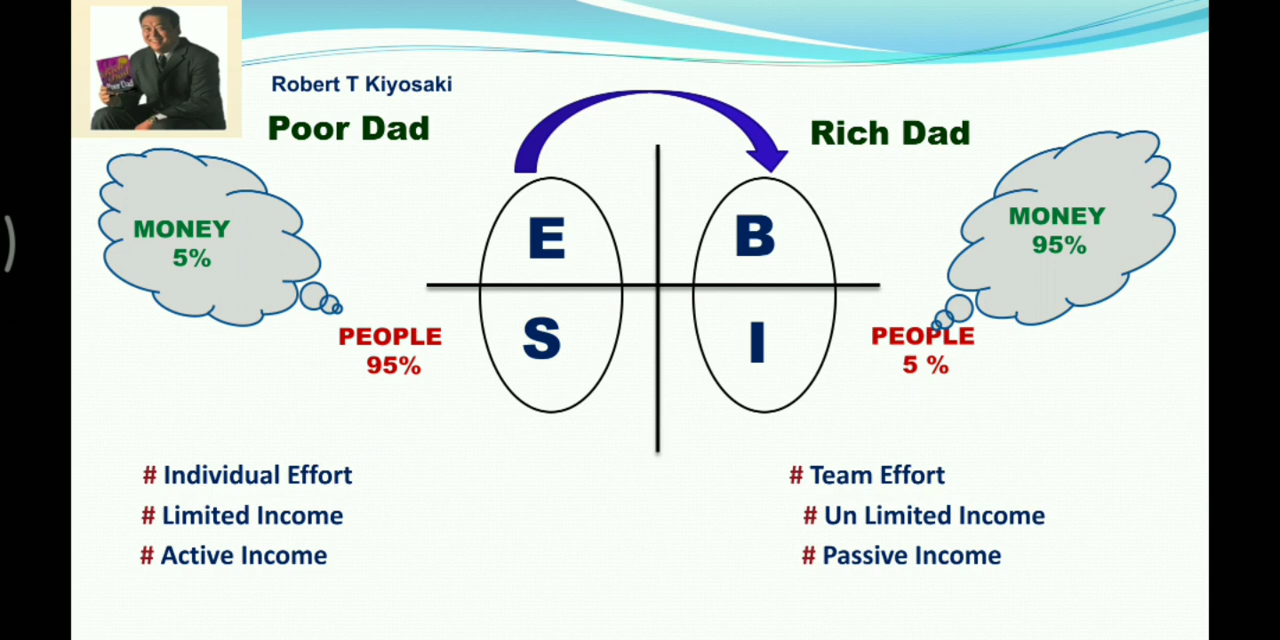 Robert T Kiyosaki
Poor Dad
Rich Dad
MONEY
5%
E
B
MONEY
95%
PEOPLE
95%
S
I
PEOPLE
5 %
# Individual Effort
# Limited Income
# Active Income
# Team Effort
# Un Limited Income
# Passive Income